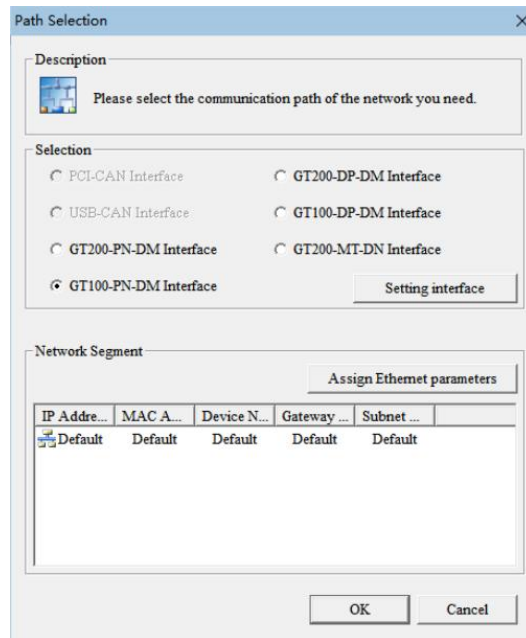 Path Selection
Description
Please select the communication path of the network you need.
Selection
PCI-CAN Interface
GT200-DP-DM Interface
USB-CAN Interface
GT100-DP-DM Interface
GT200-PN-DM Interface
GT200-MT-DN Interface
GT100-PN-DM Interface
Setting interface
Network Segment
Assign Ethernet parameters
IP Addre... MAC A... Device N... Gateway ... Subnet ...
Default Default Default Default Default
OK Cancel